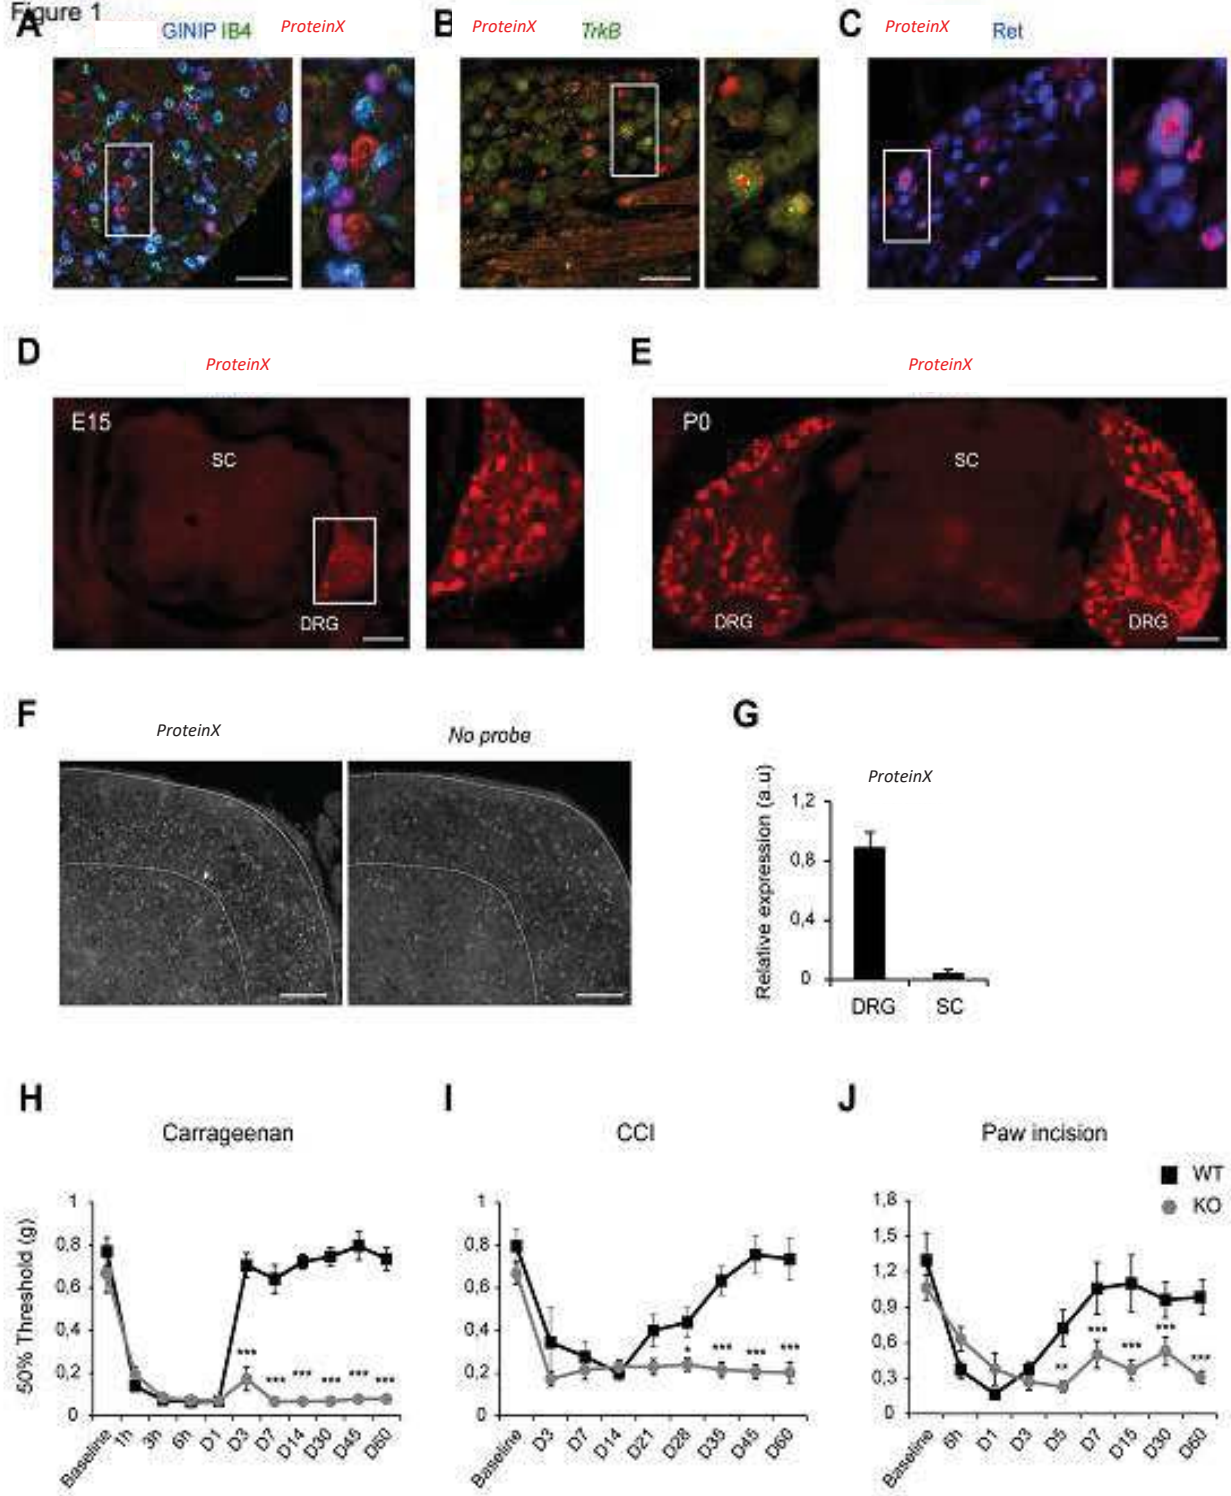 Figure 1
A
GINIP IB4 ProteinX
B
ProteinX TrkB
C
ProteinX Ret
D
ProteinX
E15
SC
DRG
E
ProteinX
P0
SC
DRG
DRG
F
ProteinX
No probe
G
ProteinX
Relative expression (a.u)
1,2
0,8
0,4
0
DRG SC
H
Carrageenan
50% Threshold (g)
1
0,8
0,6
0,4
0,2
0
***
*** *** *** *** ***
Baseline 1h 3h 6h D1 D3 D7 D14 D30 D45 D60
I
CCI
1
0,8
0,6
0,4
0,2
0
* *** *** ***
Baseline D3 D7 D14 D21 D28 D35 D45 D60
J
Paw incision
WT
KO
1,8
1,5
1,2
0,9
0,6
0,3
0
** *** *** *** ***
Baseline 6h D1 D3 D5 D7 D15 D30 D60